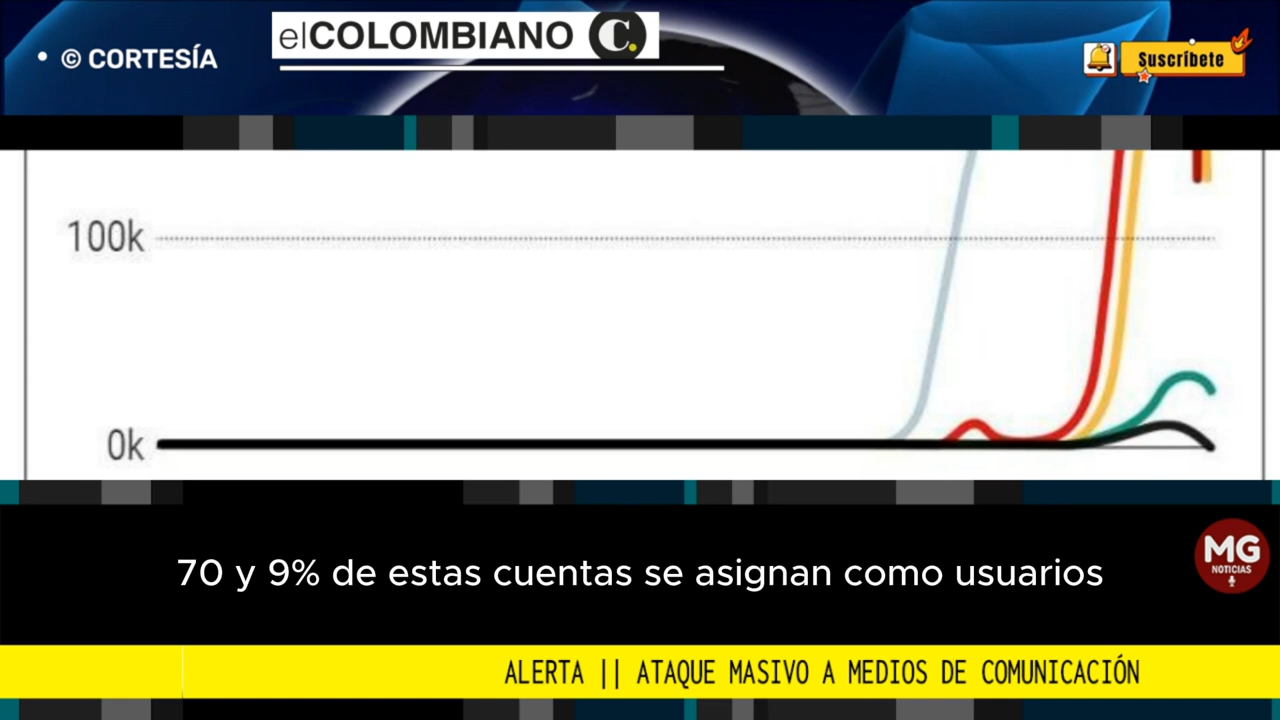 • © CORTESÍA
elCOLOMBIANO C.
Suscríbete
100k
0k
70 y 9% de estas cuentas se asignan como usuarios
MG
NOTICIAS
ALERTA || ATAQUE MASIVO A MEDIOS DE COMUNICACIÓN